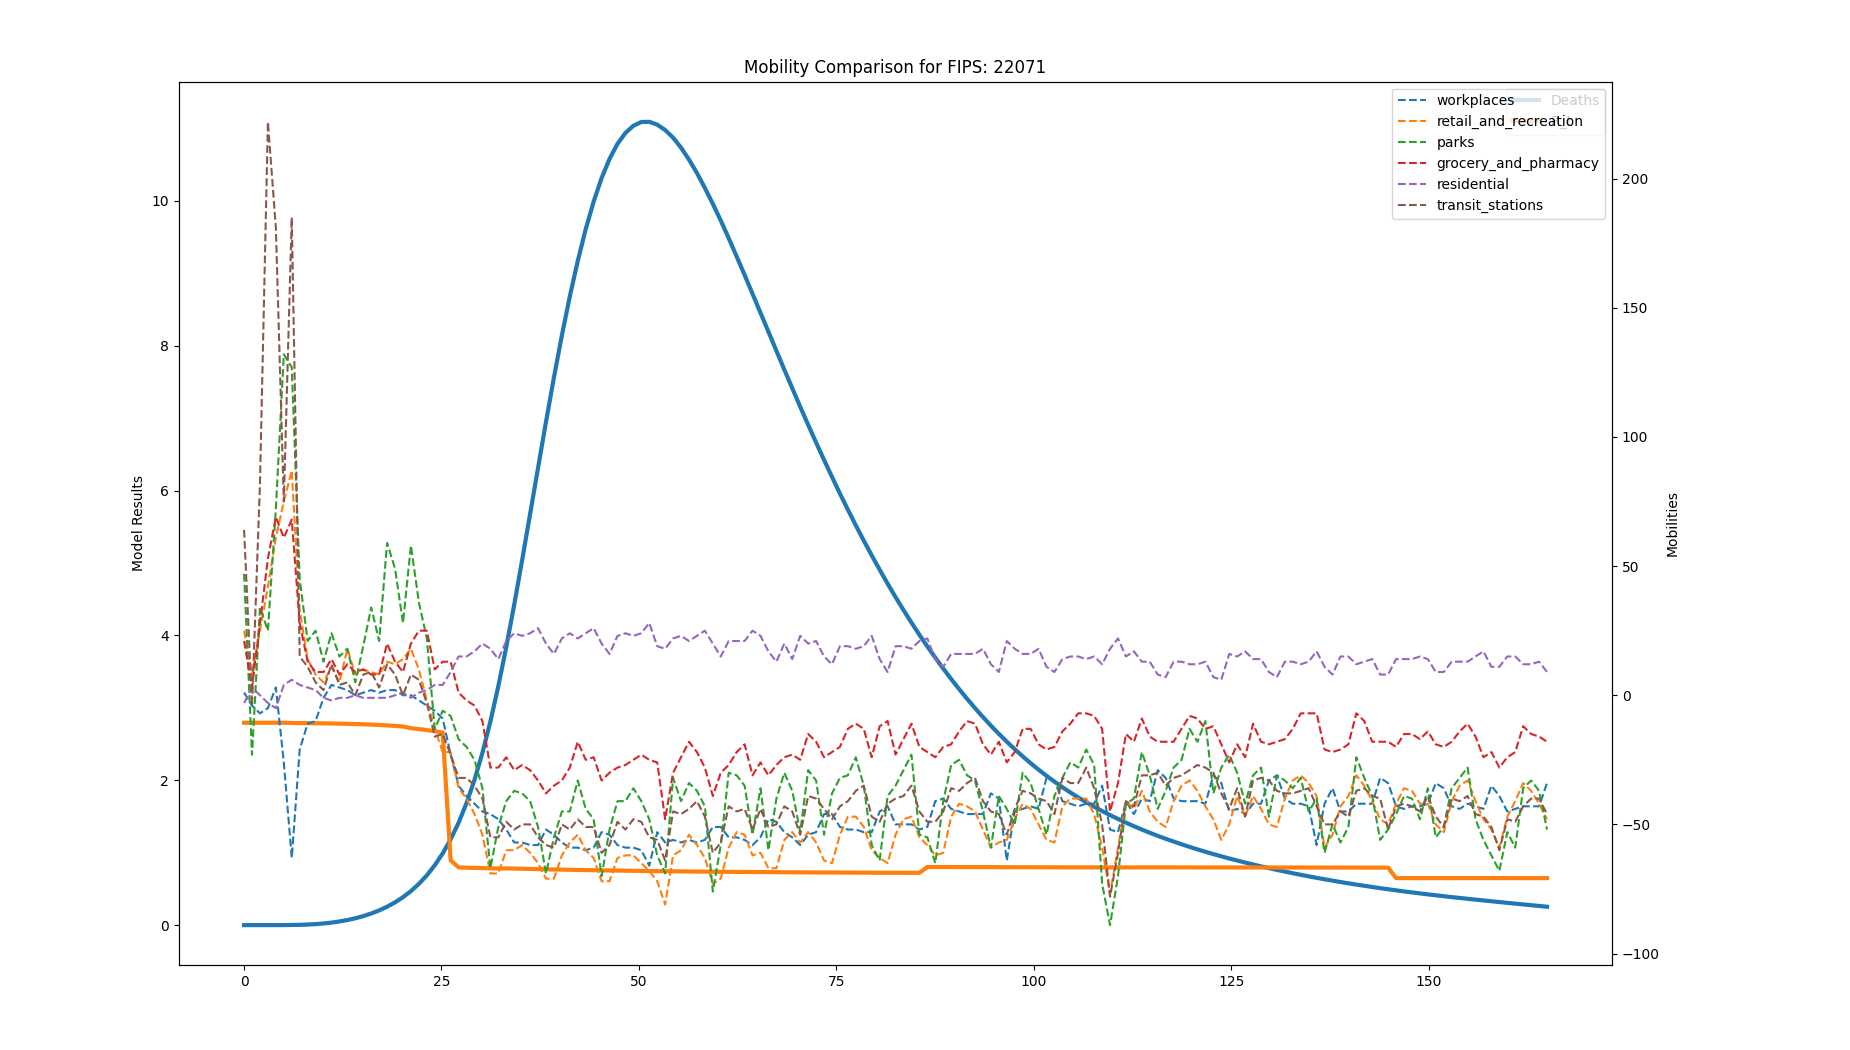 Mobility Comparison for FIPS: 22071
Model Results
10
8
6
4
2
0
200
150
100
50
0
−50
−100
Mobilities
0
25
50
75
100
125
150
workplaces
retail_and_recreation
parks
grocery_and_pharmacy
residential
transit_stations
Deaths